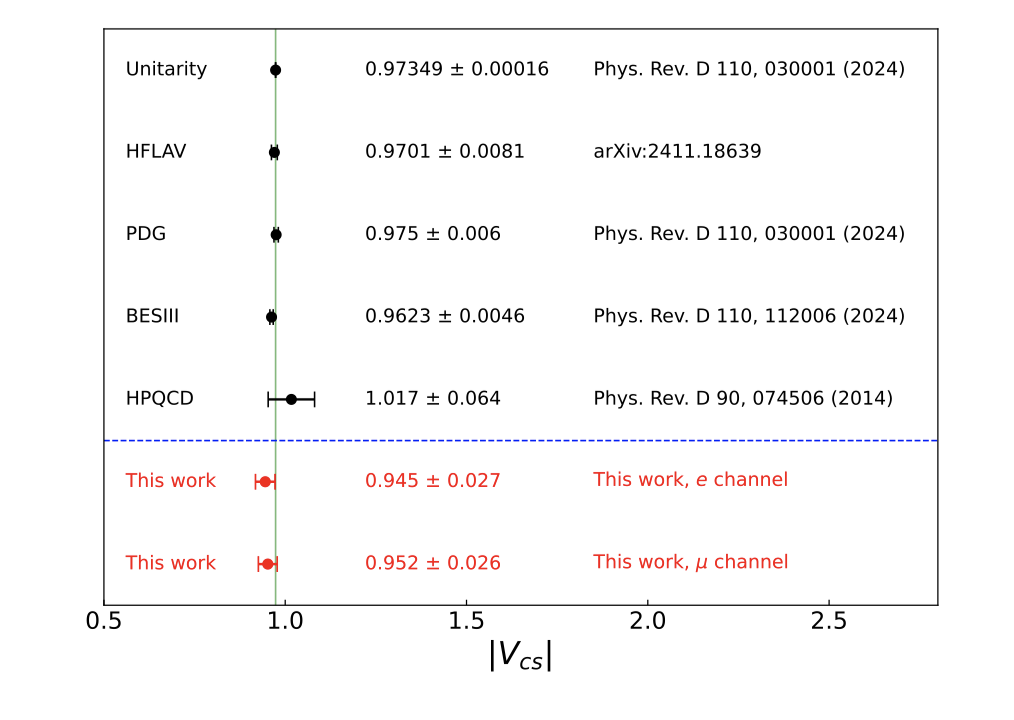 Unitarity 0.97349 ± 0.00016 Phys. Rev. D 110, 030001 (2024)
HFLAV 0.9701 ± 0.0081 arXiv:2411.18639
PDG 0.975 ± 0.006 Phys. Rev. D 110, 030001 (2024)
BESIII 0.9623 ± 0.0046 Phys. Rev. D 110, 112006 (2024)
HPQCD 1.017 ± 0.064 Phys. Rev. D 90, 074506 (2014)
This work 0.945 ± 0.027 This work, e channel
This work 0.952 ± 0.026 This work, μ channel
0.5 1.0 1.5 2.0 2.5
|V_cs|